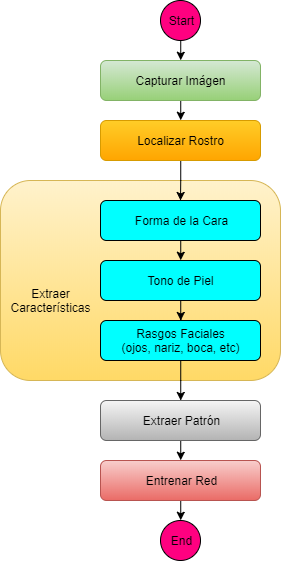 Start
Capturar Imágen
Localizar Rostro
Forma de la Cara
Tono de Piel
Extraer
Características
Rasgos Faciales
(ojos, nariz, boca, etc)
Extraer Patrón
Entrenar Red
End